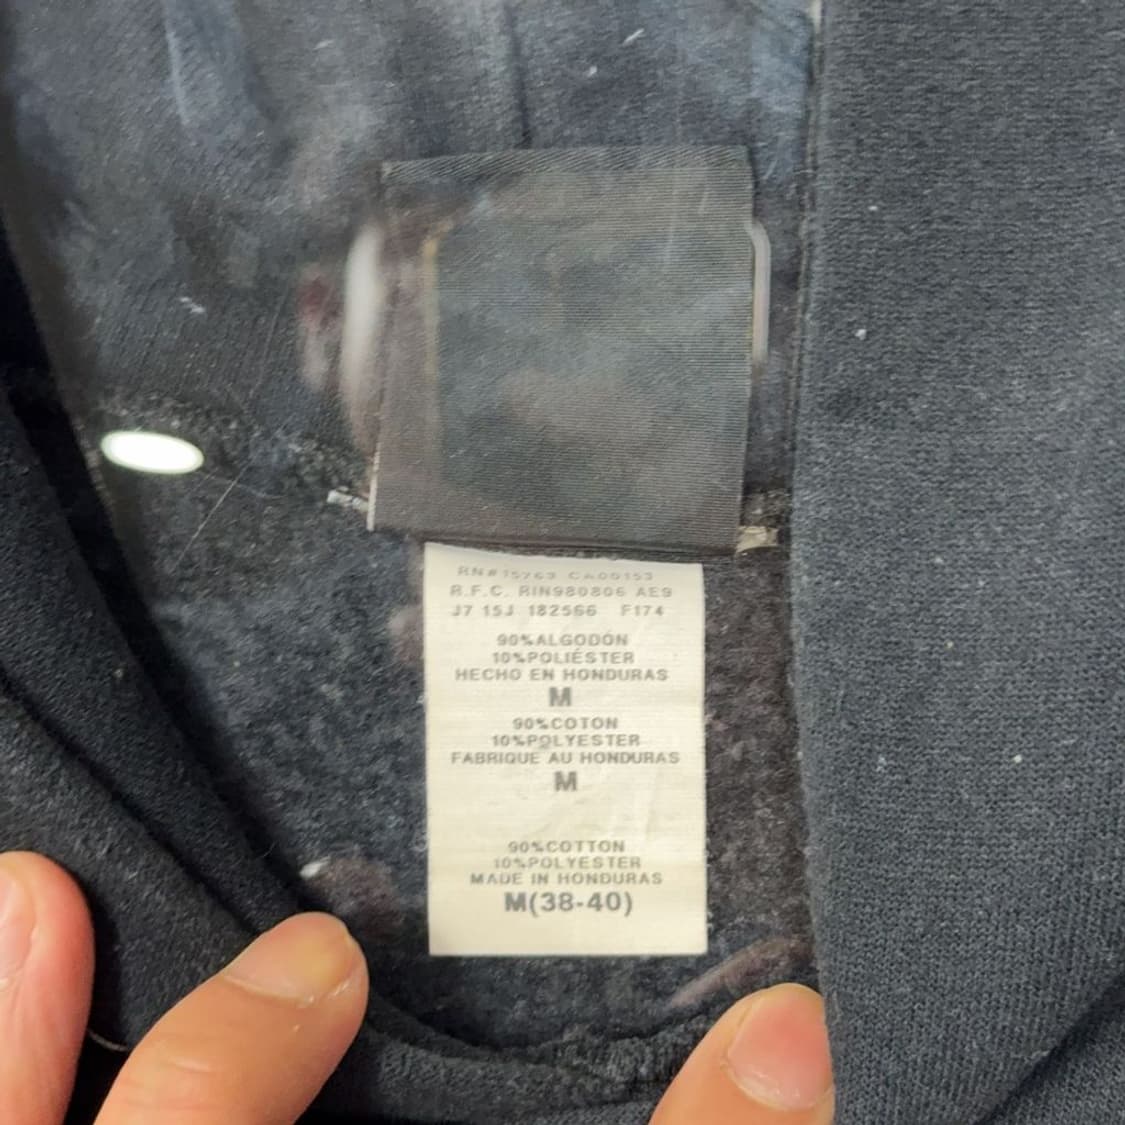 RN#15763 CA00153
R.F.C. RIN980806 AE9
J7 15J 182566 F174
90%ALGODÓN
10%POLIÉSTER
HECHO EN HONDURAS
M
90%COTON
10%POLYESTER
FABRIQUE AU HONDURAS
M
90%COTTON
10%POLYESTER
MADE IN HONDURAS
M(38-40)